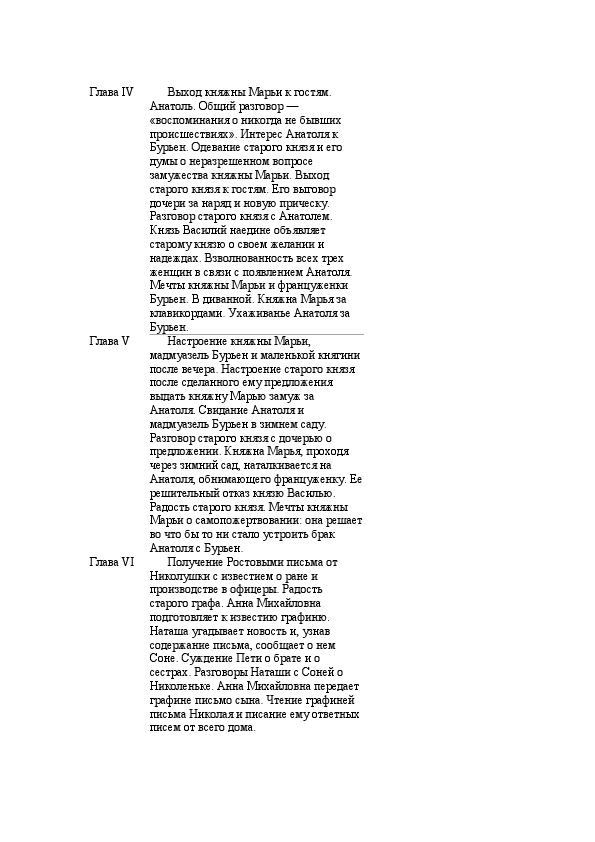 Глава IV Выход княжны Марьи к гостям.
Анатоль. Общий разговор —
«воспоминания о никогда не бывших
происшествиях». Интерес Анатоля к
Бурьен. Одевание старого князя и его
думы о неразрешенном вопросе
замужества княжны Марьи. Выход
старого князя к гостям. Его выговор
дочери за наряд и новую прическу.
Разговор старого князя с Анатолем.
Князь Василий наедине объявляет
старому князю о своем желании и
надеждах. Взволнованность всех трех
женщин в связи с появлением Анатоля.
Мечты княжны Марьи и француженки
Бурьен. В диванной. Княжна Марья за
клавикордами. Ухаживанье Анатоля за
Бурьен.
Глава V Настроение княжны Марьи,
мадмуазель Бурьен и маленькой княгини
после вечера. Настроение старого князя
после сделанного ему предложения
выдать княжну Марью замуж за
Анатоля. Свидание Анатоля и
мадмуазель Бурьен в зимнем саду.
Разговор старого князя с дочерью о
предложении. Княжна Марья, проходя
через зимний сад, наталкивается на
Анатоля, обнимающего француженку. Ее
решительный отказ князю Василью.
Радость старого князя. Мечты княжны
Марьи о самопожертвовании: она решает
во что бы то ни стало устроить брак
Анатоля с Бурьен.
Глава VI Получение Ростовыми письма от
Николушки с известием о ране и
производстве в офицеры. Радость
старого графа. Анна Михайловна
подготовляет к известию графиню.
Наташа угадывает новость и, узнав
содержание письма, сообщает о нем
Соне. Суждение Пети о брате и о
сестрах. Разговоры Наташи с Соней о
Николеньке. Анна Михайловна передает
графине письмо сына. Чтение графиней
письма Николая и писание ему ответных
писем от всего дома.